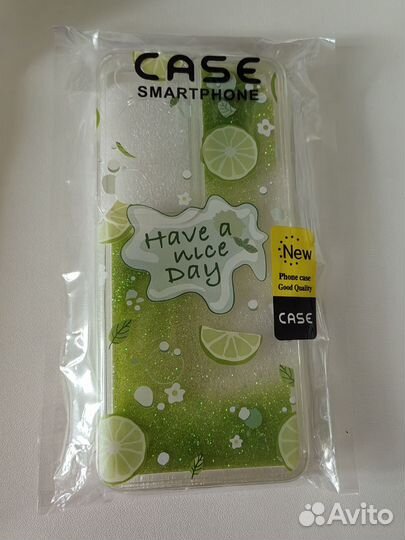 CASE
SMARTPHONE
Have a
nice
Day
New
Phone case
Good Quality
CASE
Avito